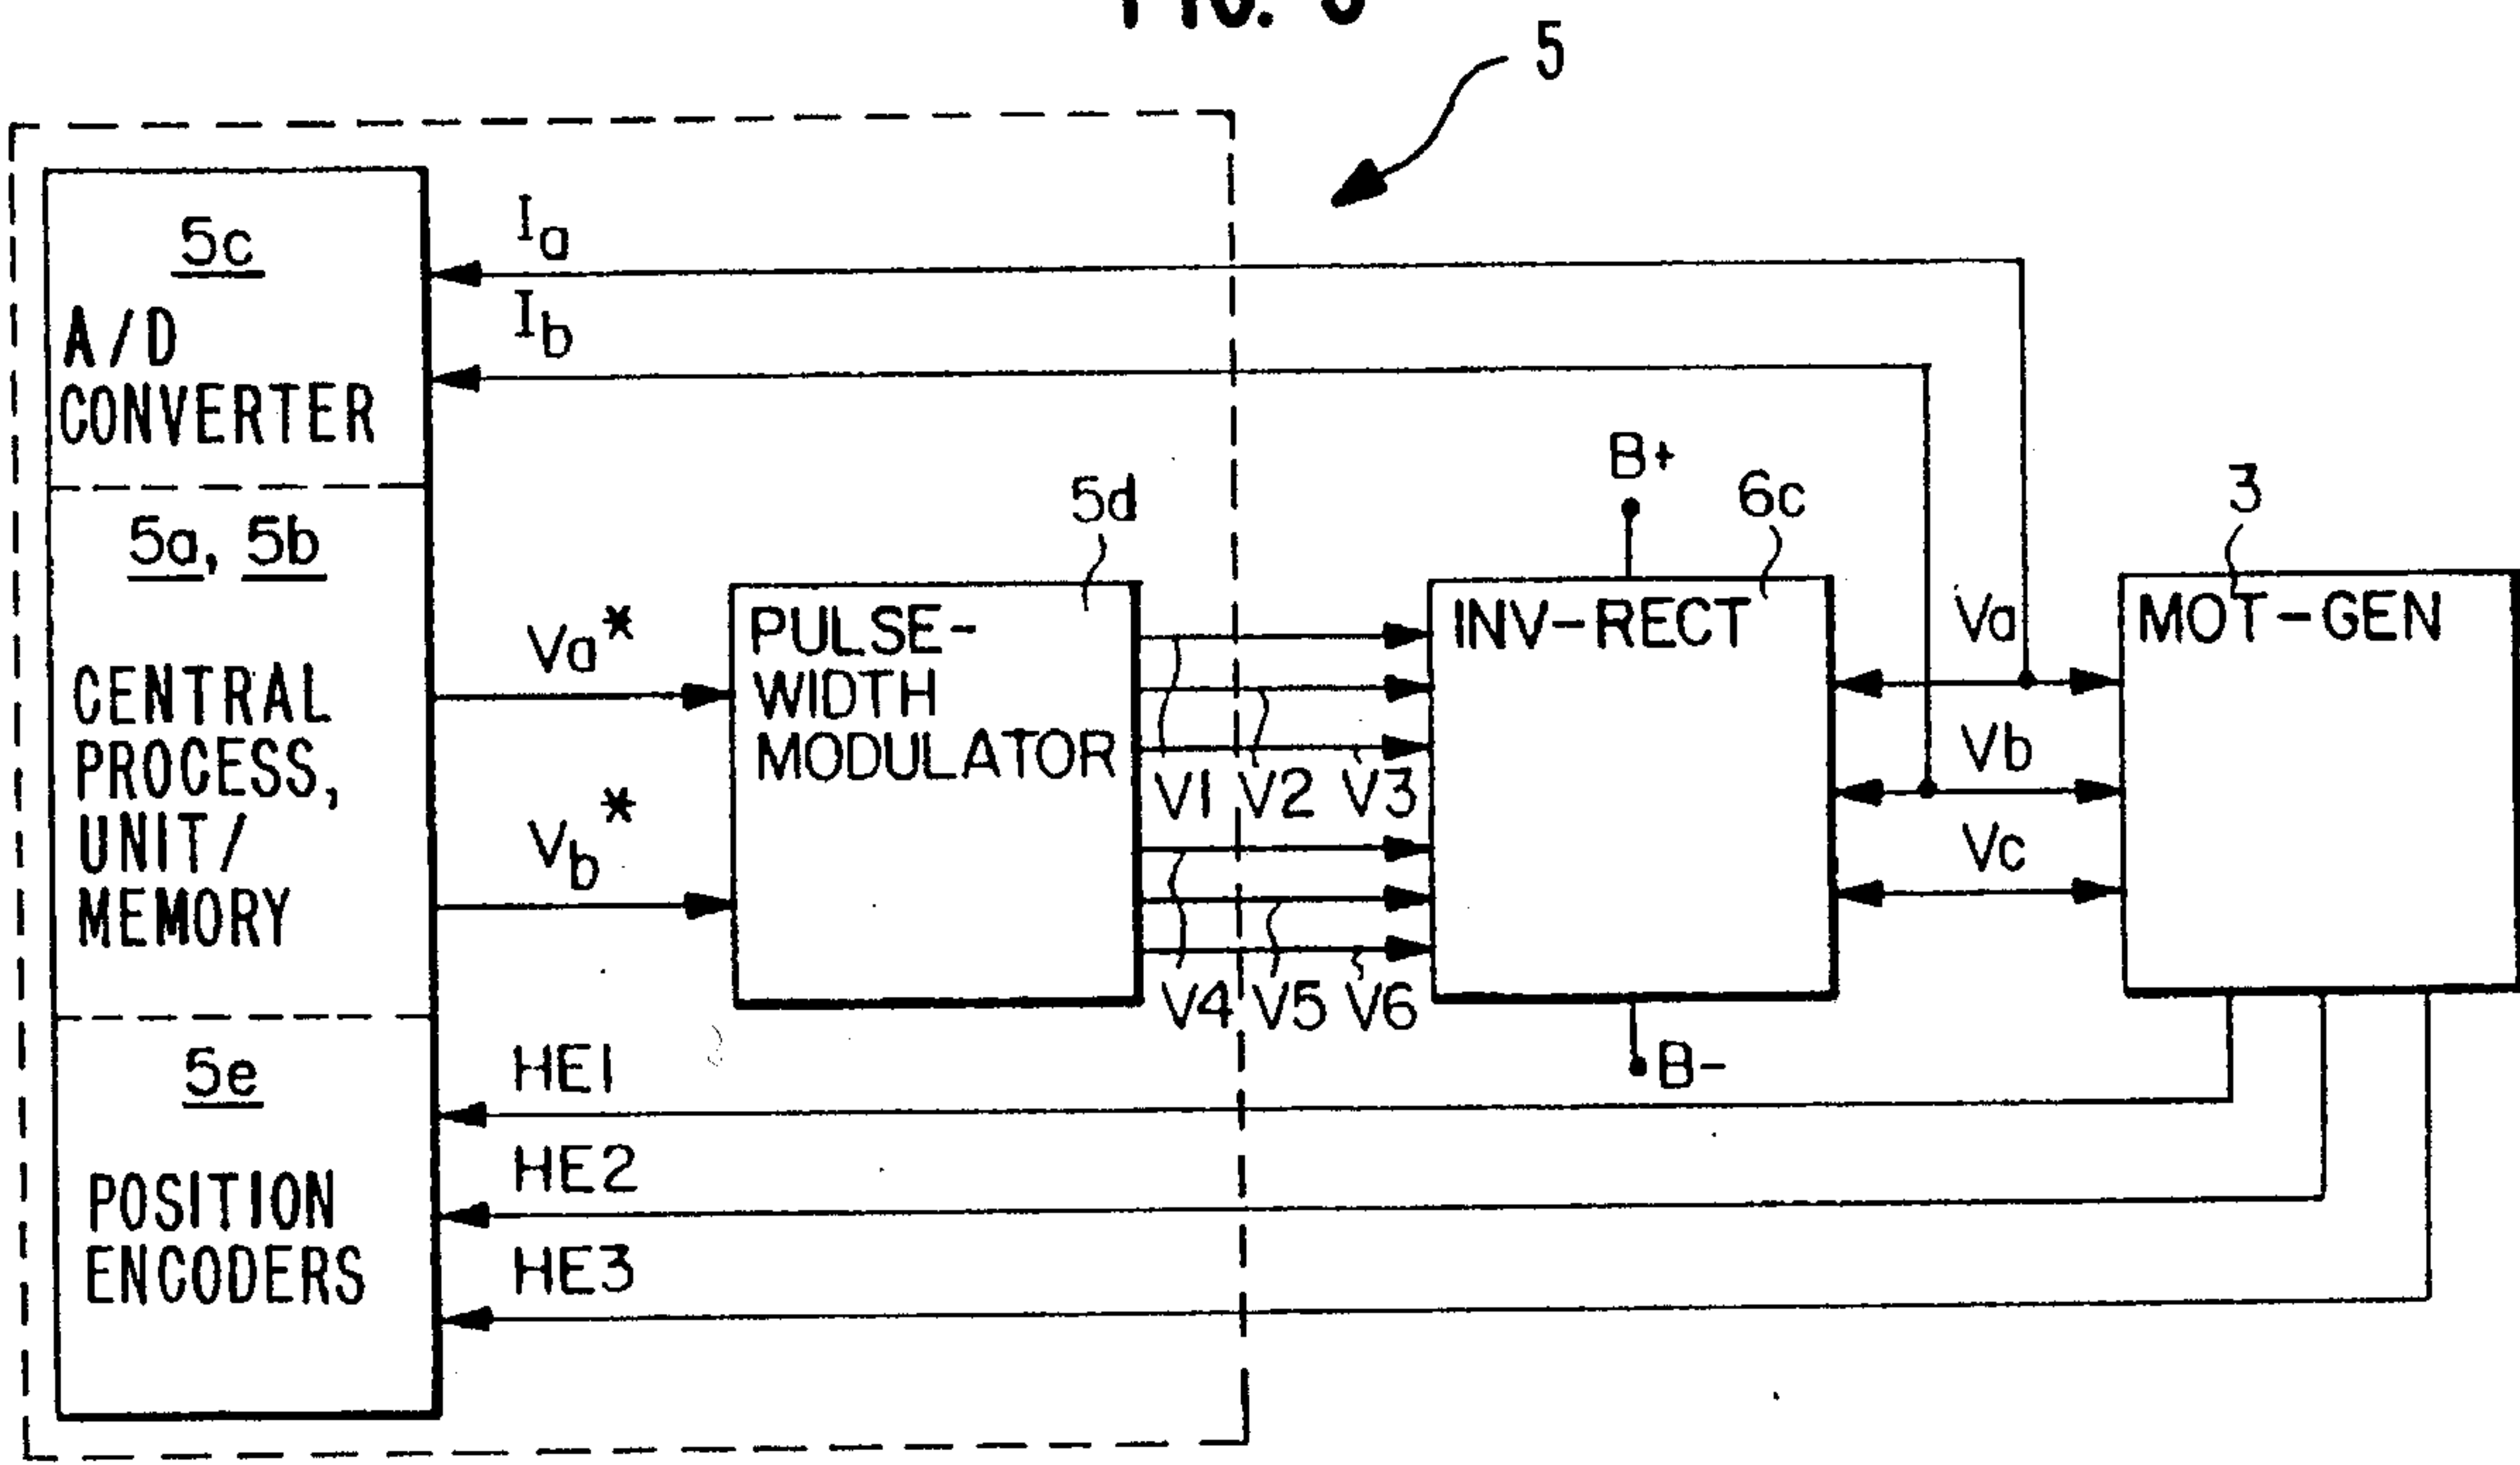 5
5c
A/D
CONVERTER
Ia
Ib
5a, 5b
CENTRAL
PROCESS,
UNIT/
MEMORY
Va*
Vb*
5d
PULSE-
WIDTH
MODULATOR
V1 V2 V3
V4 V5 V6
B+
6c
INV-RECT
B-
Va
Vb
Vc
3
MOT-GEN
5e
POSITION
ENCODERS
HE1
HE2
HE3